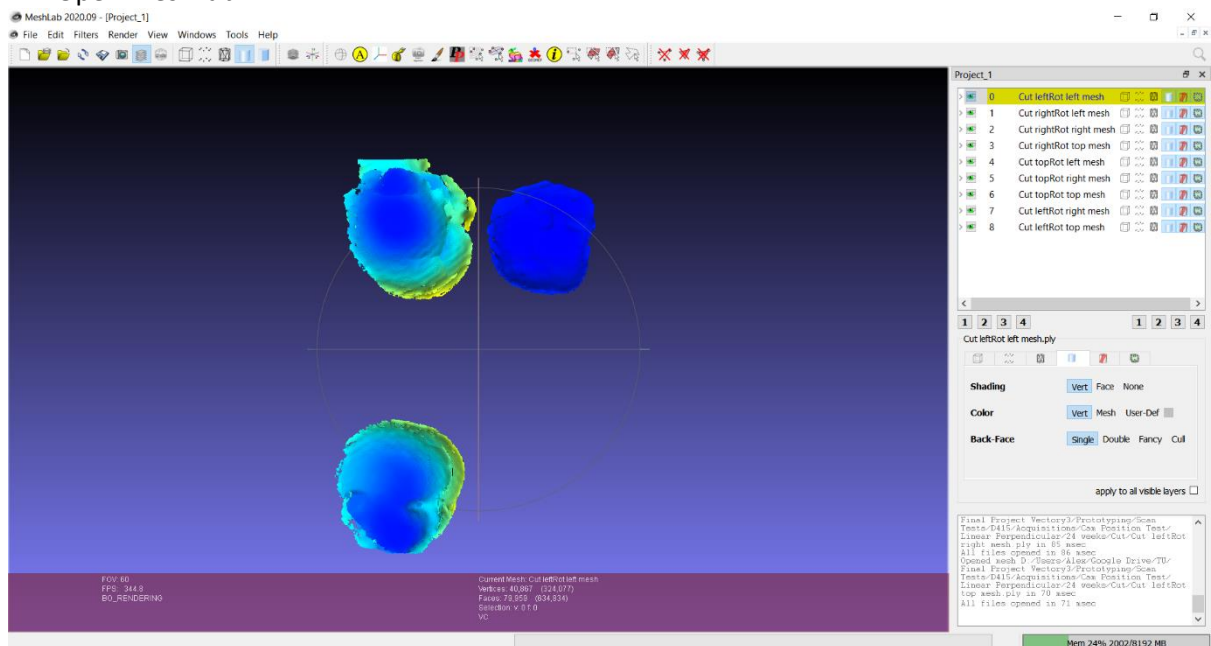 MeshLab 2020.09 - [Project_1]
File Edit Filters Render View Windows Tools Help
Project_1
0 Cut leftRot left mesh
1 Cut rightRot left mesh
2 Cut rightRot right mesh
3 Cut rightRot top mesh
4 Cut topRot left mesh
5 Cut topRot right mesh
6 Cut topRot top mesh
7 Cut leftRot right mesh
8 Cut leftRot top mesh
1 2 3 4 1 2 3 4
Cut leftRot left mesh.ply
Shading Vert Face None
Color Vert Mesh User-Def
Back-Face Single Double Fancy Cull
apply to all visible layers
Final Project Vectory3/Prototyping/Scan
Tests/D415/Acquisitions/Cam Position Test/
Linear Perpendicular/24 weeks/Cut/Cut leftRot
right mesh ply in 85 msec
All files opened in 86 msec
Opened mesh D:/Users/Alex/Google Drive/TU/
Final Project Vectory3/Prototyping/Scan
Tests/D415/Acquisitions/Cam Position Test/
Linear Perpendicular/24 weeks/Cut/Cut leftRot
top mesh.ply in 70 msec
All files opened in 71 msec
FOV: 60
FPS: 344.8
BO_RENDERING
Current Mesh: Cut leftRot left mesh
Vertices: 40,867 (324,077)
Selection: v: 0 f: 0
VC
Mem 24% 2002/8192 MB